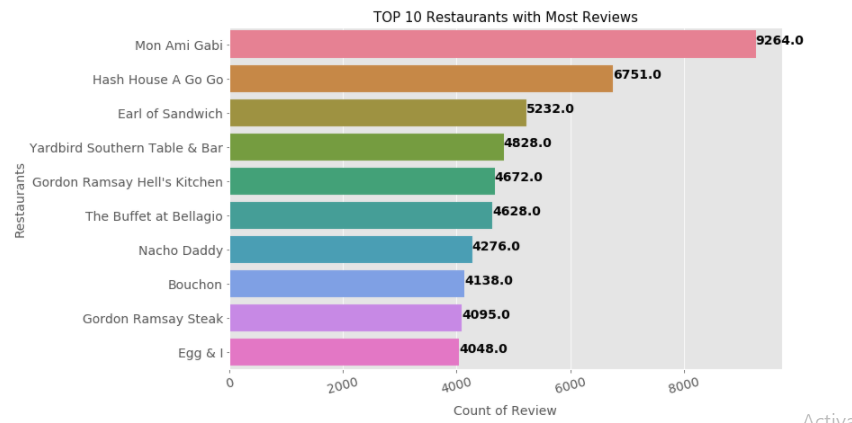 TOP 10 Restaurants with Most Reviews
Restaurants
Mon Ami Gabi 9264.0
Hash House A Go Go 6751.0
Earl of Sandwich 5232.0
Yardbird Southern Table & Bar 4828.0
Gordon Ramsay Hell's Kitchen 4672.0
The Buffet at Bellagio 4628.0
Nacho Daddy 4276.0
Bouchon 4138.0
Gordon Ramsay Steak 4095.0
Egg & I 4048.0
0 2000 4000 6000 8000
Count of Review